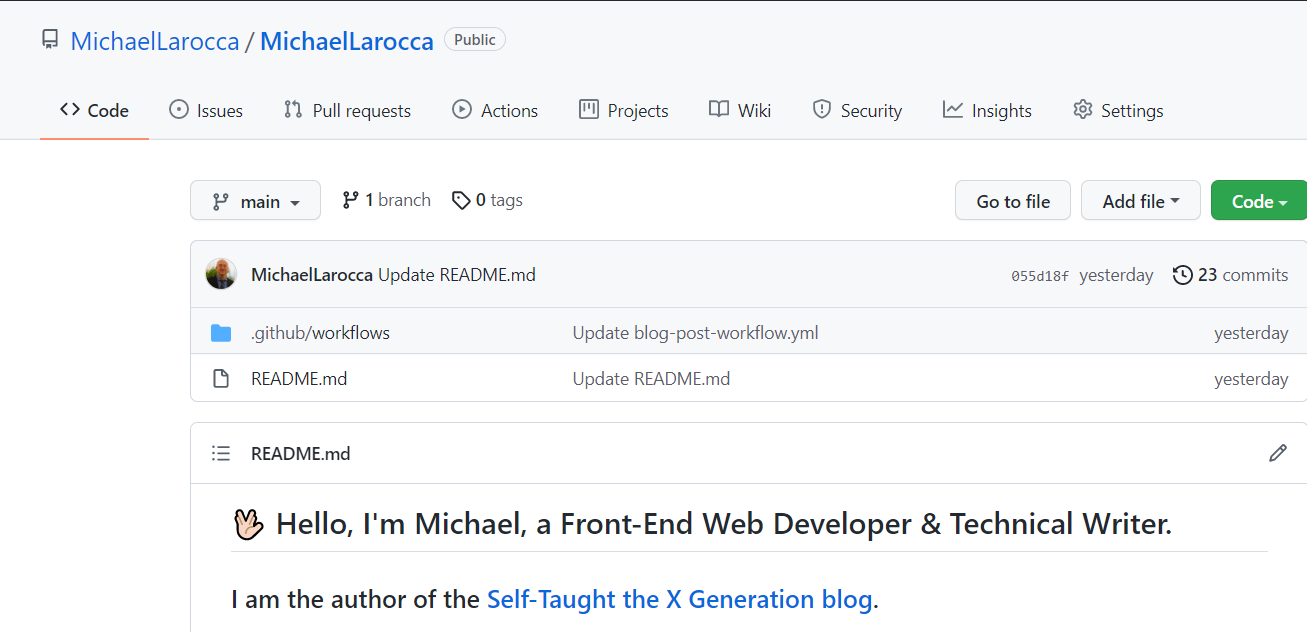 MichaelLarocca / MichaelLarocca Public
Code Issues Pull requests Actions Projects Wiki Security Insights Settings
main 1 branch 0 tags Go to file Add file Code
MichaelLarocca Update README.md 055d18f yesterday 23 commits
.github/workflows Update blog-post-workflow.yml yesterday
README.md Update README.md yesterday
README.md
🖖 Hello, I'm Michael, a Front-End Web Developer & Technical Writer.
I am the author of the Self-Taught the X Generation blog.